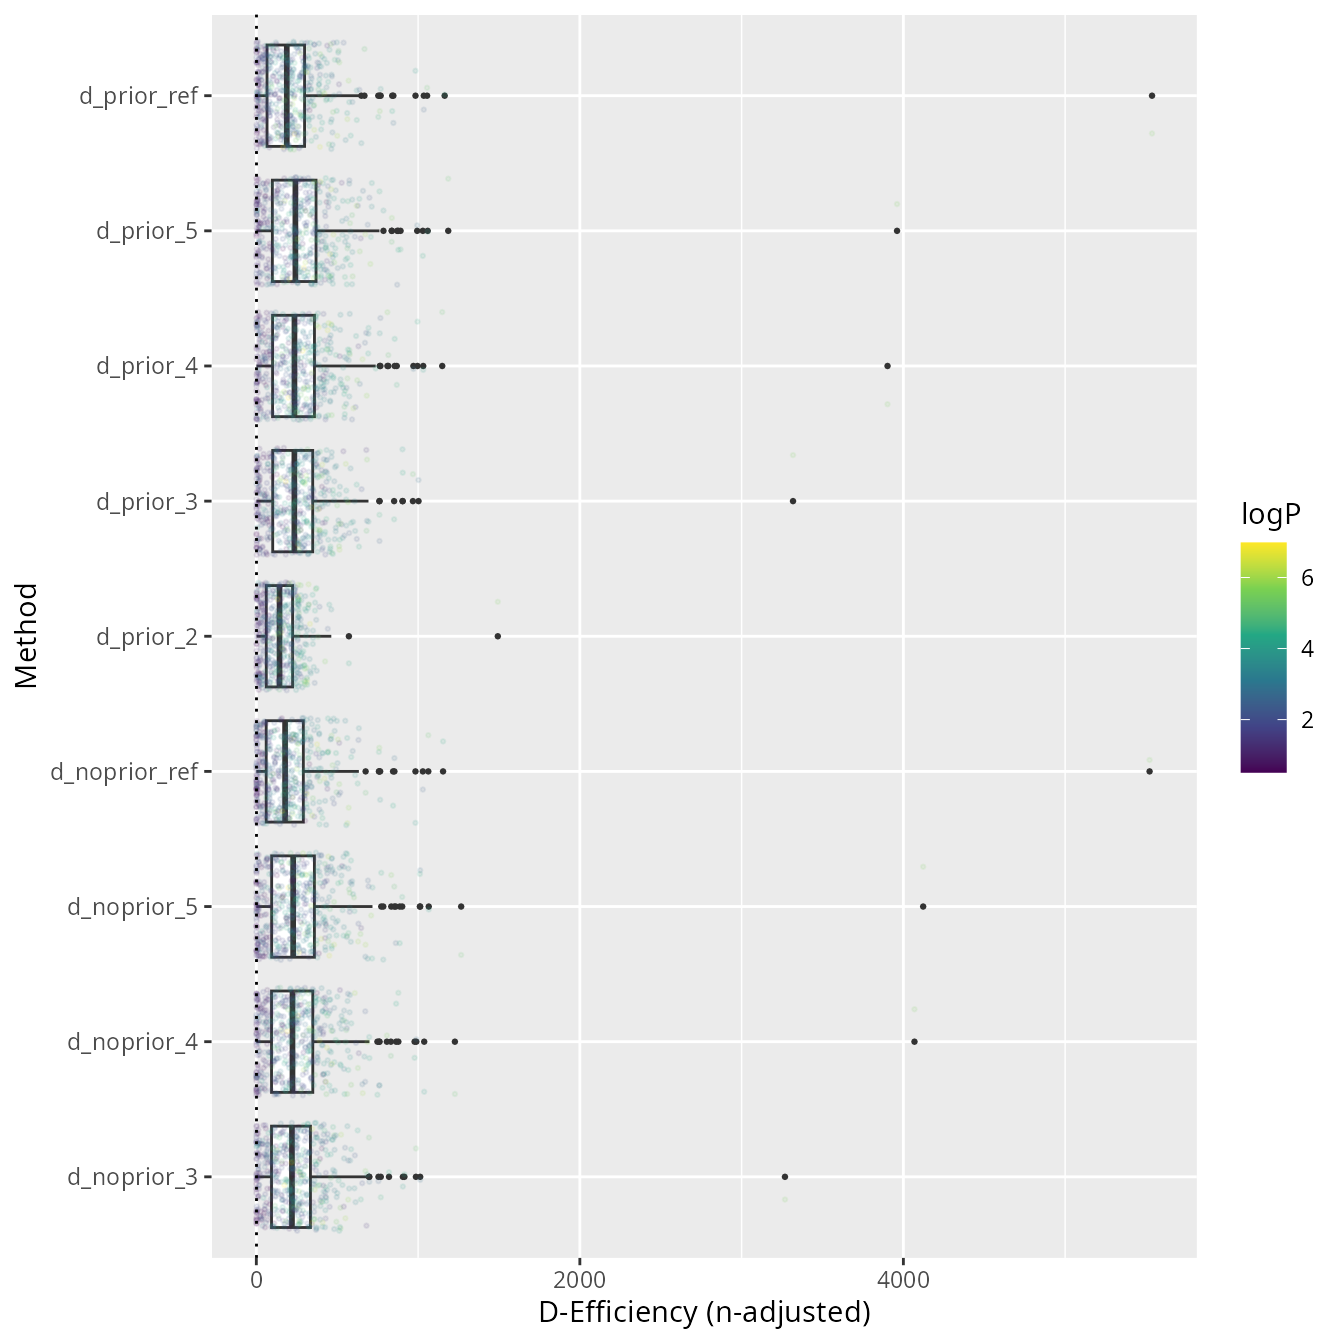 d_prior_ref
d_prior_5
d_prior_4
d_prior_3
d_prior_2
d_noprior_ref
d_noprior_5
d_noprior_4
d_noprior_3
Method
0 2000 4000
D-Efficiency (n-adjusted)
logP
6
4
2